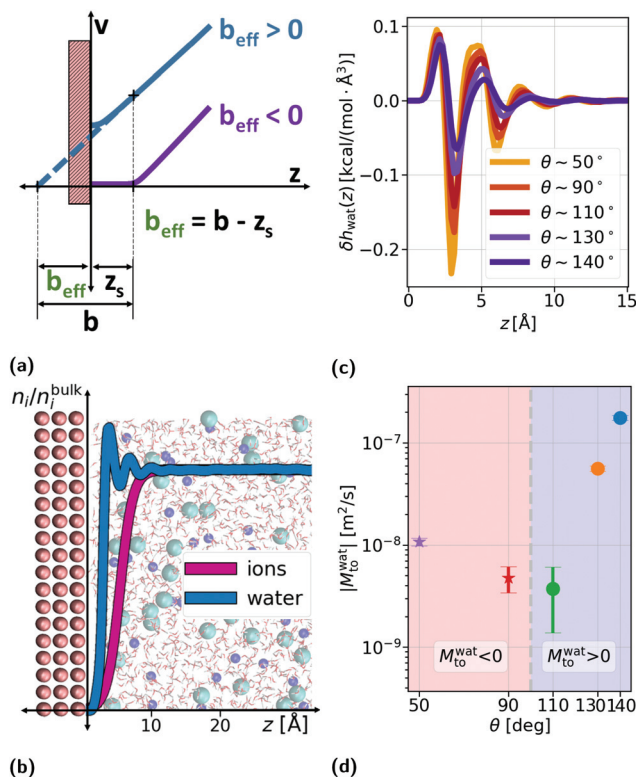 v
b_eff > 0
b_eff < 0
z
b_eff = b - z_s
b_eff
z_s
b
(a)
0.1
0.0
−0.1
−0.2
δh_wat(z) [kcal/(mol · Å³)]
θ ~ 50°
θ ~ 90°
θ ~ 110°
θ ~ 130°
θ ~ 140°
0
5
10
15
z [Å]
(c)
n_i/n_i^bulk
ions
water
10
20
z [Å]
(b)
10⁻⁷
10⁻⁸
10⁻⁹
|M_to^wat| [m²/s]
M_to^wat<0
M_to^wat>0
50
90
110
130
140
θ [deg]
(d)